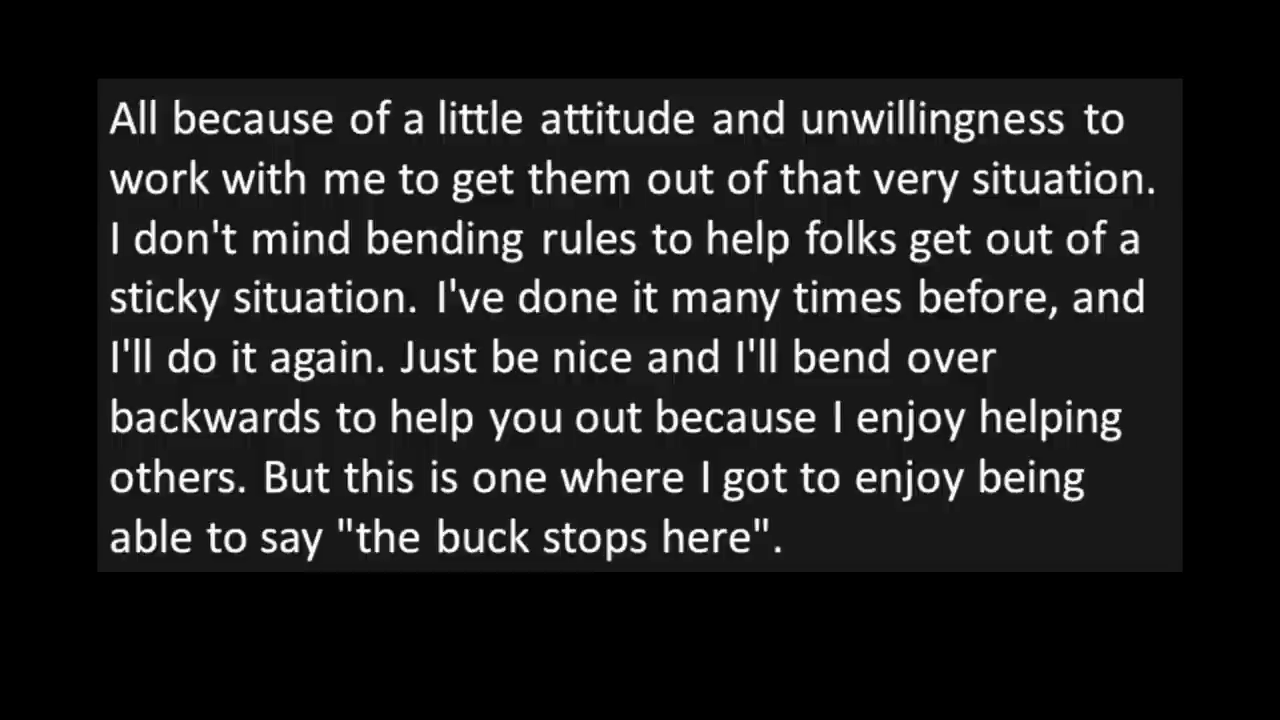 All because of a little attitude and unwillingness to
work with me to get them out of that very situation.
I don't mind bending rules to help folks get out of a
sticky situation. I've done it many times before, and
I'll do it again. Just be nice and I'll bend over
backwards to help you out because I enjoy helping
others. But this is one where I got to enjoy being
able to say "the buck stops here".